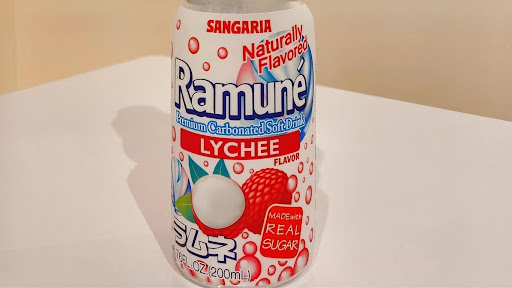 SANGARIA
Naturally
Flavored
Ramuné
Premium Carbonated Soft Drink
LYCHEE
FLAVOR
MADE with
REAL
SUGAR
ラムネ
FL.OZ.(200mL)